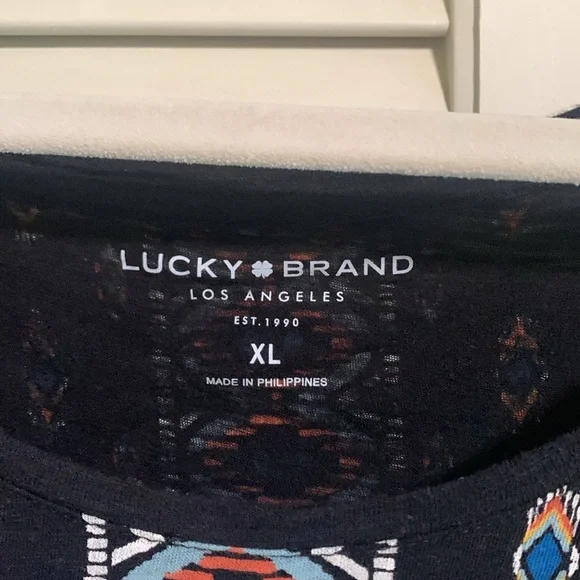 LUCKY BRAND
LOS ANGELES
EST.1990
XL
MADE IN PHILIPPINES